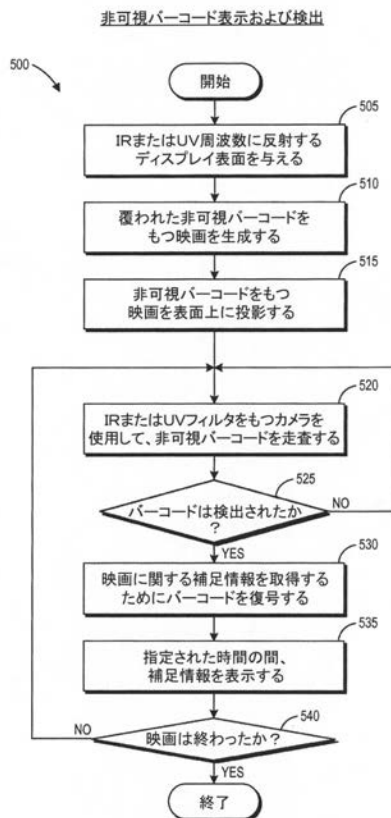 非可視バーコード表示および検出
500
開始
505
IRまたはUV周波数に反射する
ディスプレイ表面を与える
510
覆われた非可視バーコードを
もつ映画を生成する
515
非可視バーコードをもつ
映画を表面上に投影する
520
IRまたはUVフィルタをもつカメラを
使用して、非可視バーコードを走査する
525
バーコードは検出されたか
?
NO
YES
530
映画に関する補足情報を取得する
ためにバーコードを復号する
535
指定された時間の間、
補足情報を表示する
540
NO
映画は終わったか?
YES
終了